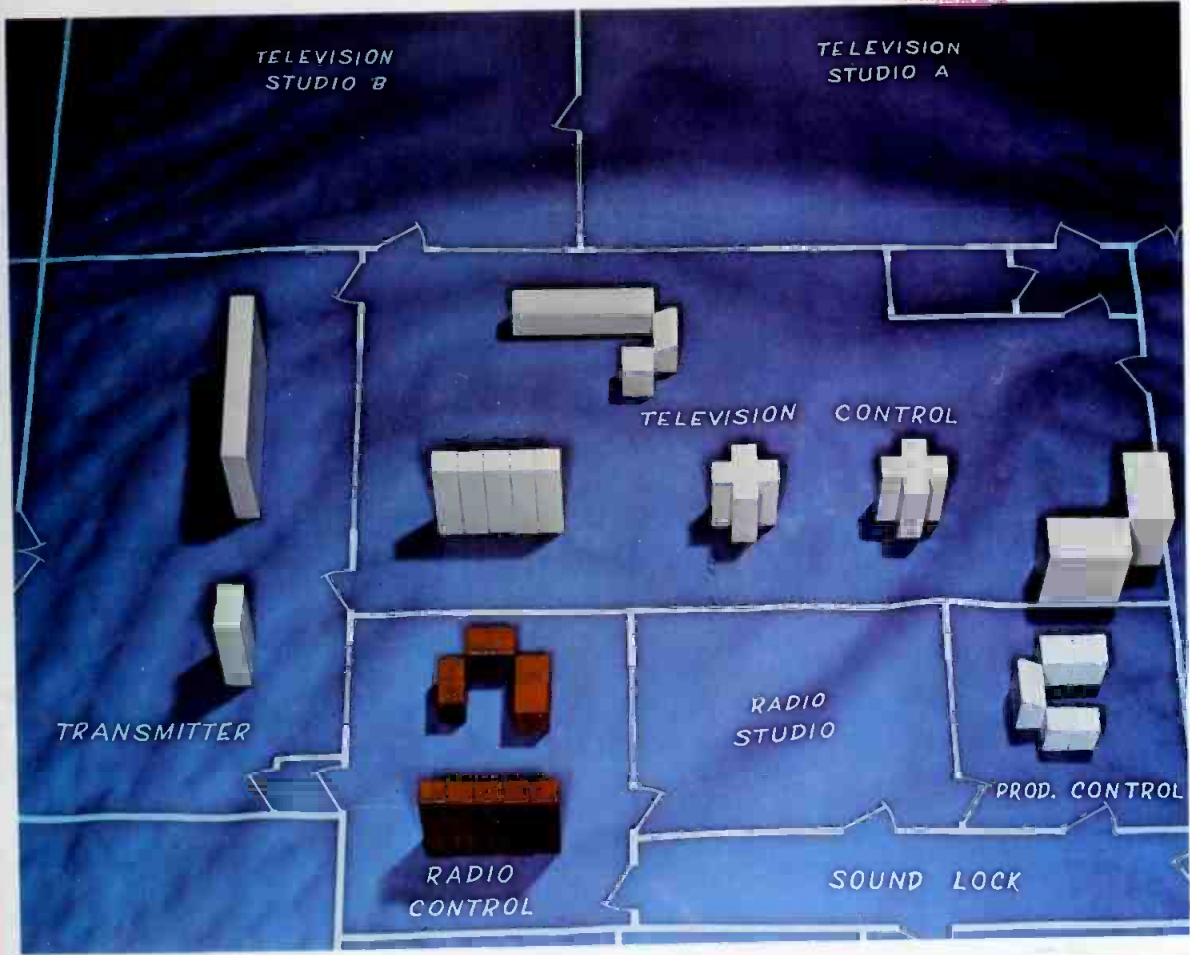 TELEVISION
STUDIO B
TELEVISION
STUDIO A
TELEVISION CONTROL
TRANSMITTER
RADIO
STUDIO
PROD. CONTROL
RADIO
CONTROL
SOUND LOCK